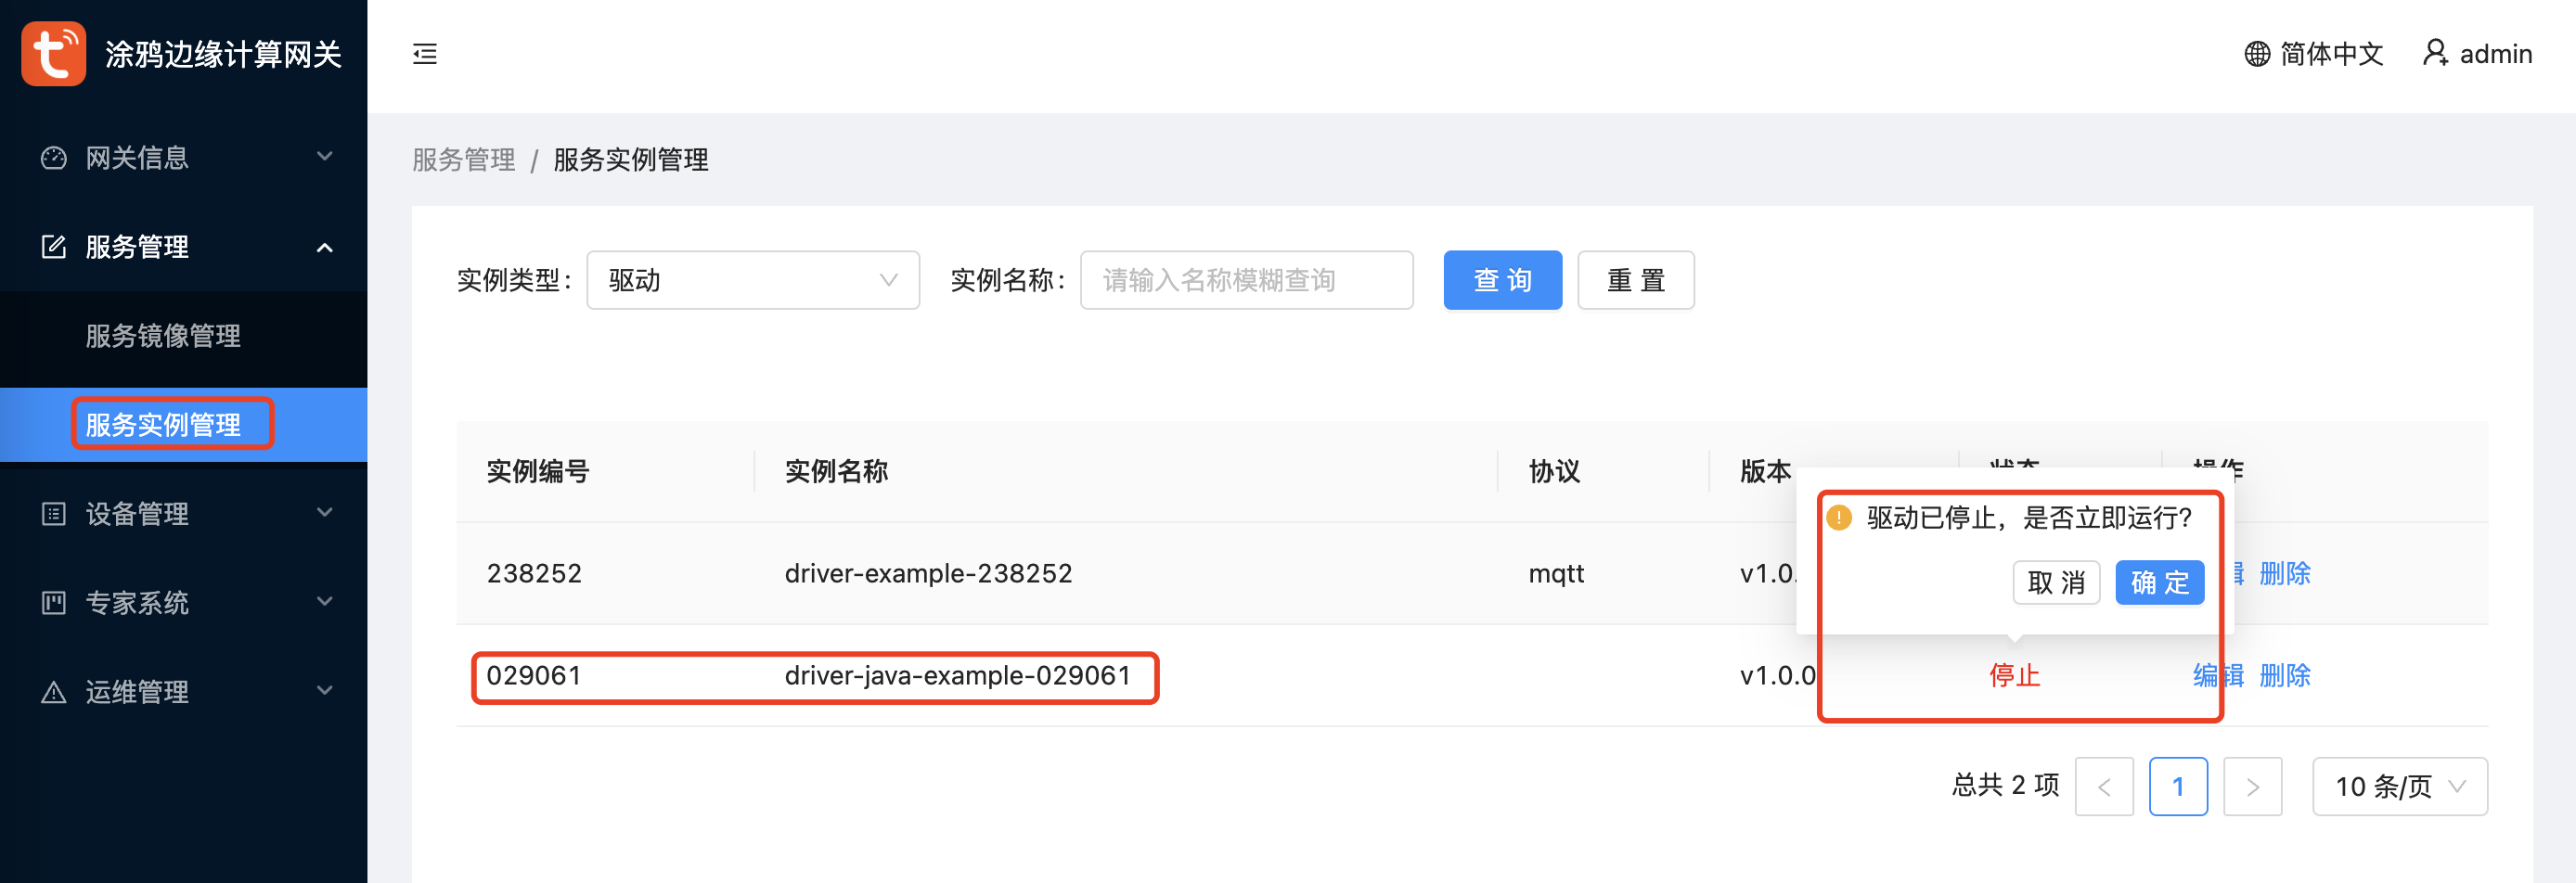 涂鸦边缘计算网关
简体中文
admin
网关信息
服务管理
服务镜像管理
服务实例管理
设备管理
专家系统
运维管理
服务管理 / 服务实例管理
实例类型: 驱动 实例名称: 请输入名称模糊查询 查 询 重 置
实例编号 实例名称 协议 版本
驱动已停止，是否立即运行?
取 消 确 定
238252 driver-example-238252 mqtt v1.0. 删除
029061 driver-java-example-029061 v1.0.0 停止 编辑 删除
总共 2 项 < 1 > 10 条/页